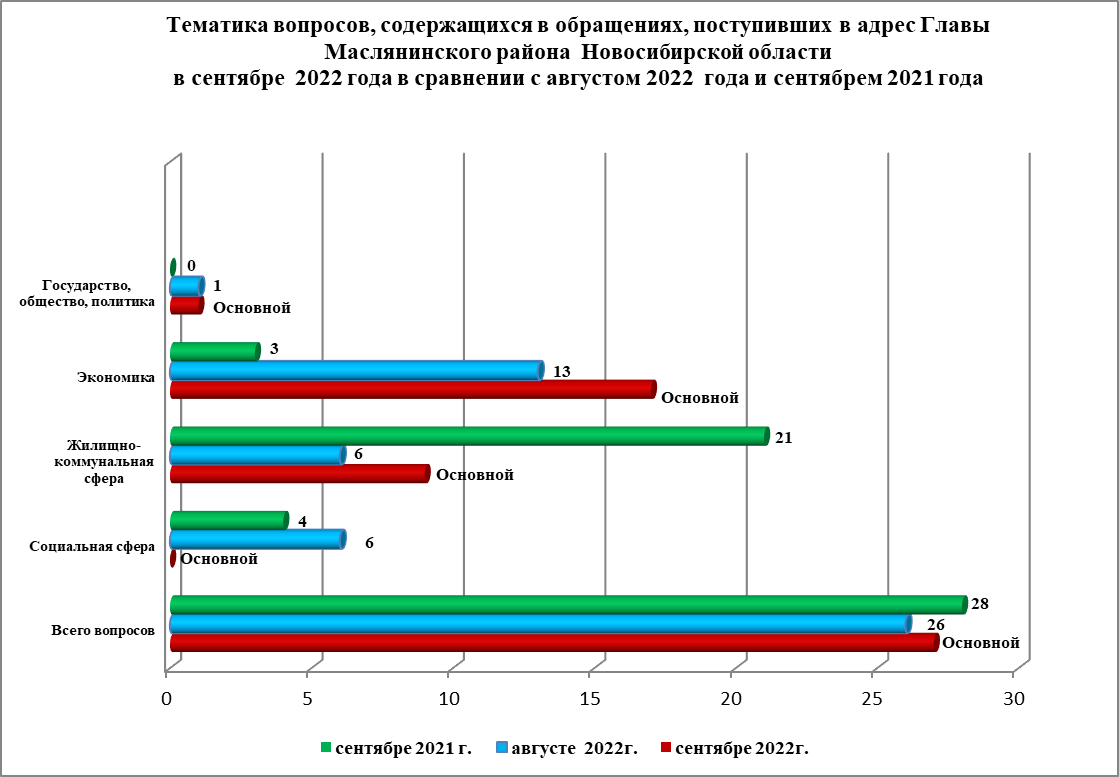 Тематика вопросов, содержащихся в обращениях, поступивших в адрес Главы
Маслянинского района Новосибирской области
в сентябре 2022 года в сравнении с августом 2022 года и сентябрем 2021 года
0
Государство,
общество, политика
1
Основной
3
Экономика
13
Основной
21
Жилищно-
коммунальная
сфера
6
Основной
4
Социальная сфера
6
Основной
28
Всего вопросов
26
Основной
0 5 10 15 20 25 30
сентябре 2021 г. августе 2022г. сентябре 2022г.